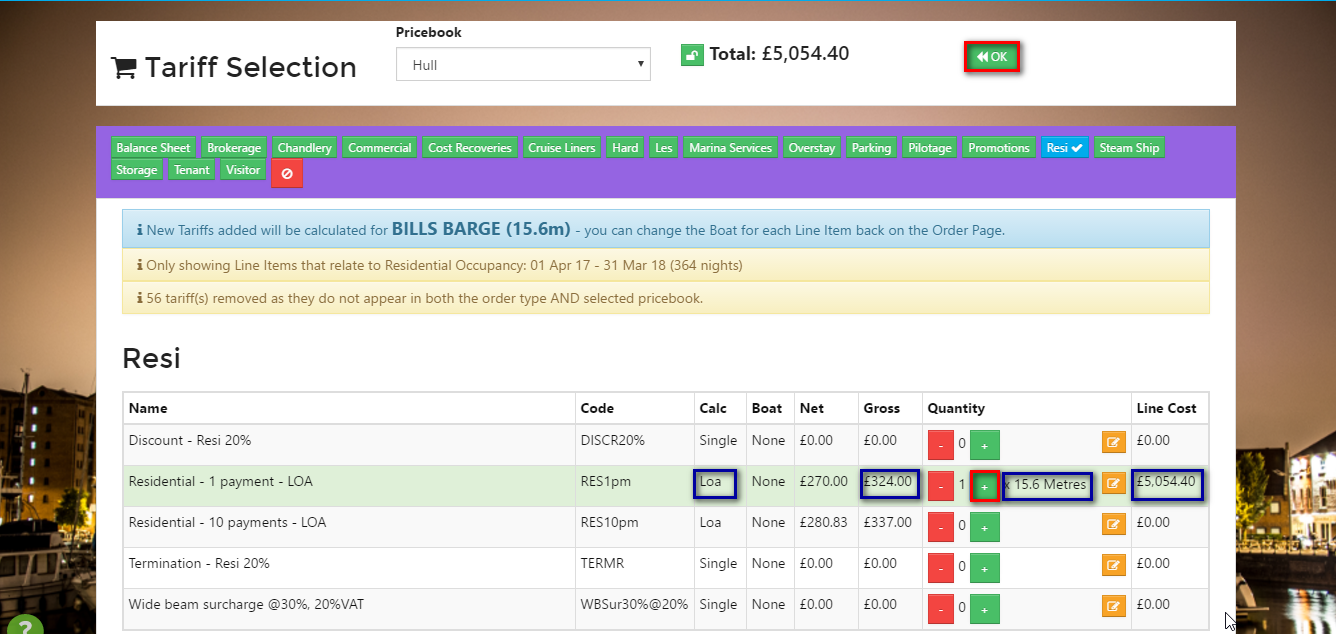 Pricebook
Tariff Selection
Hull
Total: £5,054.40
OK
Balance Sheet Brokerage Chandlery Commercial Cost Recoveries Cruise Liners Hard Les Marina Services Overstay Parking Pilotage Promotions Resi Steam Ship
Storage Tenant Visitor
New Tariffs added will be calculated for BILLS BARGE (15.6m) - you can change the Boat for each Line Item back on the Order Page.
Only showing Line Items that relate to Residential Occupancy: 01 Apr 17 - 31 Mar 18 (364 nights)
56 tariff(s) removed as they do not appear in both the order type AND selected pricebook.
Resi
Name Code Calc Boat Net Gross Quantity Line Cost
Discount - Resi 20% DISCR20% Single None £0.00 £0.00 - 0 + £0.00
Residential - 1 payment - LOA RES1pm Loa None £270.00 £324.00 - 1 + x 15.6 Metres £5,054.40
Residential - 10 payments - LOA RES10pm Loa None £280.83 £337.00 - 0 + £0.00
Termination - Resi 20% TERMR Single None £0.00 £0.00 - 0 + £0.00
Wide beam surcharge @30%, 20%VAT WBSur30%@20% Single None £0.00 £0.00 - 0 + £0.00
?